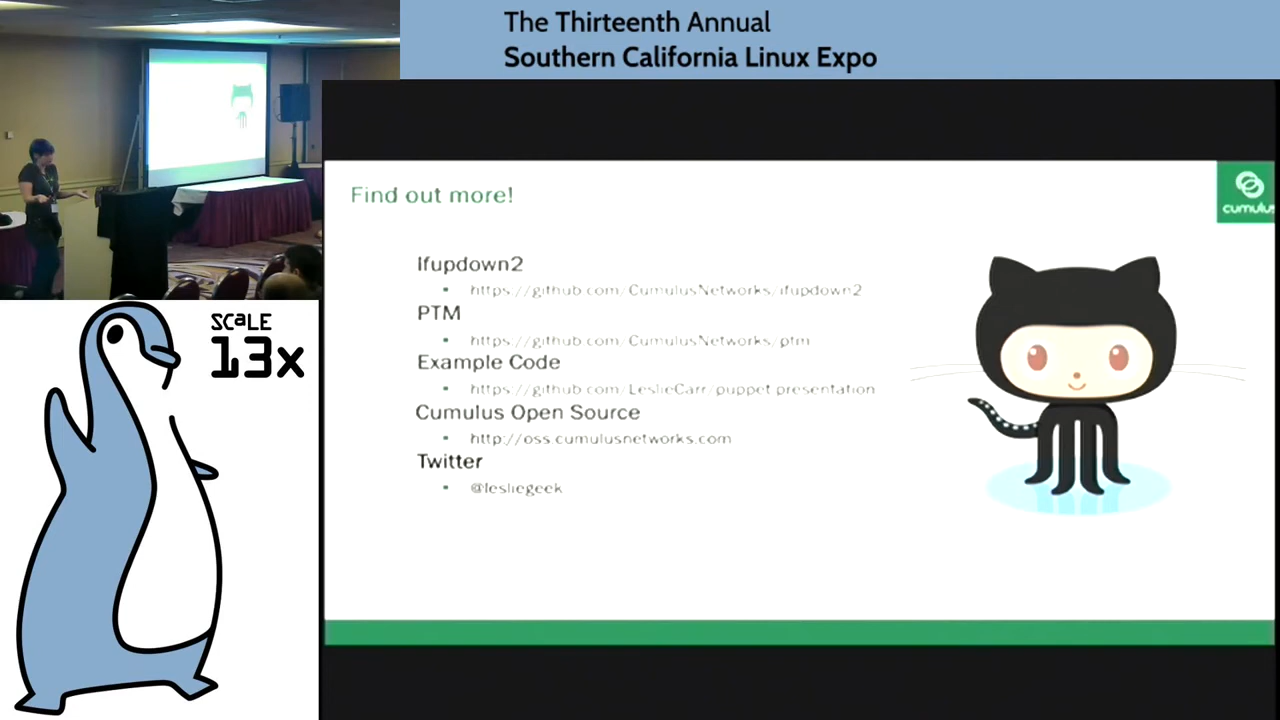 The Thirteenth Annual
Southern California Linux Expo
SCaLE
13x
Find out more!
cumulus
Ifupdown2
https://github.com/CumulusNetworks/ifupdown2
PTM
https://github.com/CumulusNetworks/ptm
Example Code
https://github.com/LeslieCarr/puppet presentation
Cumulus Open Source
http://oss.cumulusnetworks.com
Twitter
@lesliegeek